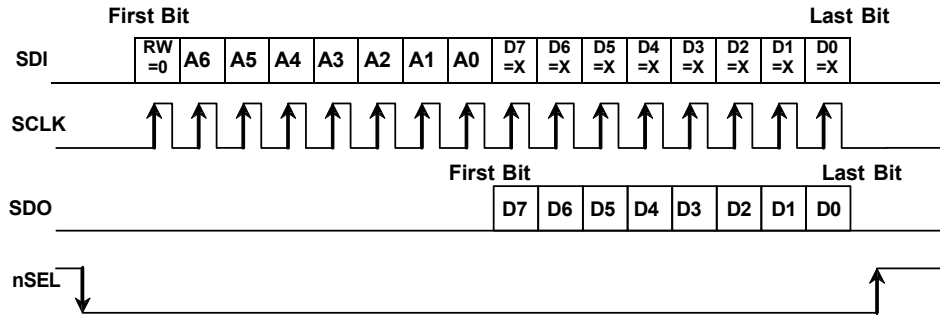 First Bit Last Bit
SDI RW =0 A6 A5 A4 A3 A2 A1 A0 D7 =X D6 =X D5 =X D4 =X D3 =X D2 =X D1 =X D0 =X
SCLK
First Bit Last Bit
SDO D7 D6 D5 D4 D3 D2 D1 D0
nSEL